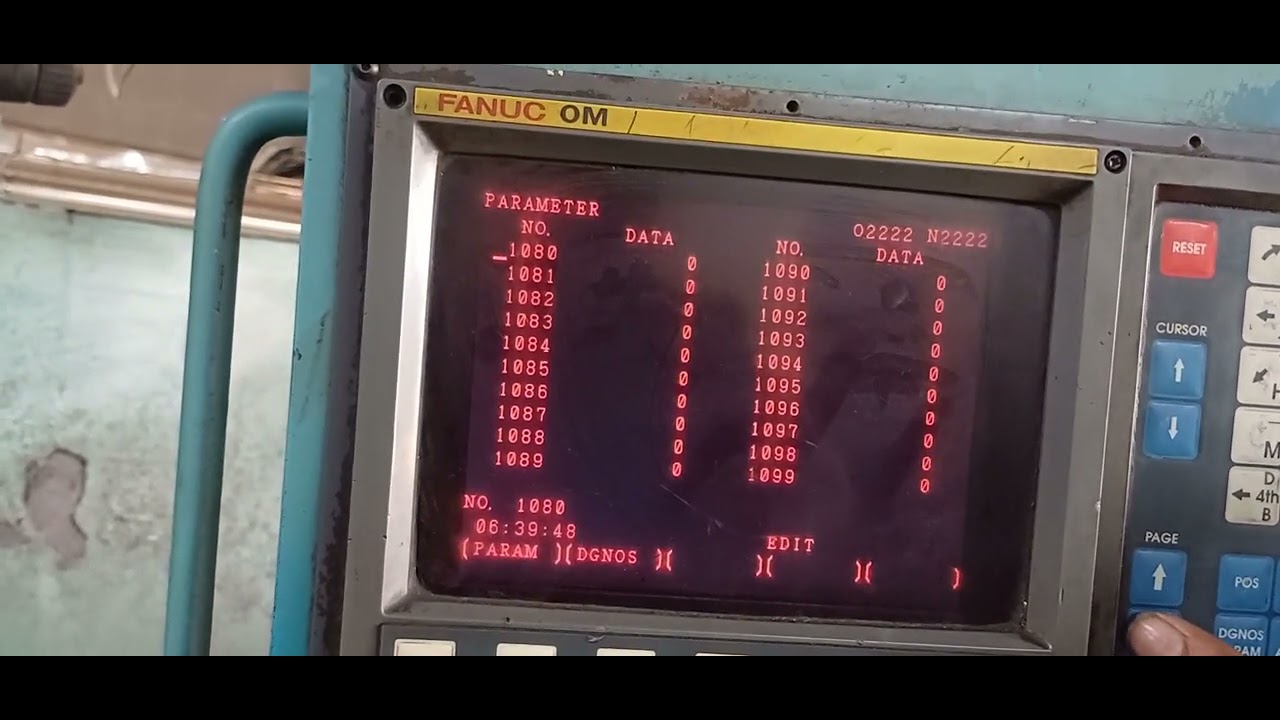 FANUC OM
PARAMETER
O2222 N2222
NO. DATA NO. DATA
1080 0 1090 0
1081 0 1091 0
1082 0 1092 0
1083 0 1093 0
1084 0 1094 0
1085 0 1095 0
1086 0 1096 0
1087 0 1097 0
1088 0 1098 0
1089 0 1099 0
NO. 1080
06:39:48 EDIT
(PARAM )(DGNOS )( )( )( )
RESET
CURSOR
↑
↓
PAGE
↑
POS
DGNOS
H
M
D
4th
B